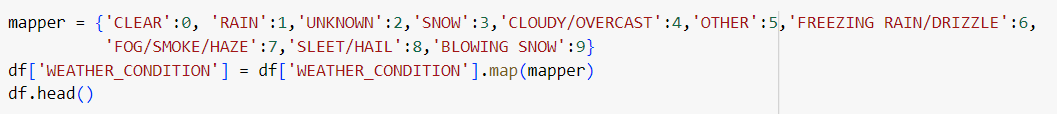 mapper = {'CLEAR':0, 'RAIN':1,'UNKNOWN':2,'SNOW':3,'CLOUDY/OVERCAST':4,'OTHER':5,'FREEZING RAIN/DRIZZLE':6,
'FOG/SMOKE/HAZE':7,'SLEET/HAIL':8,'BLOWING SNOW':9}
df['WEATHER_CONDITION'] = df['WEATHER_CONDITION'].map(mapper)
df.head()